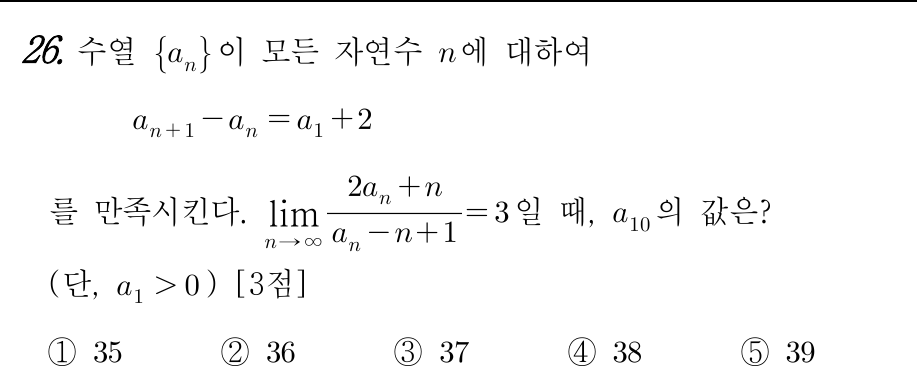 26. 수열 {aₙ}이 모든 자연수 n에 대하여
aₙ₊₁ − aₙ = a₁ + 2
를 만족시킨다. lim_{n→∞} (2aₙ + n)/(aₙ − n + 1) = 3일 때, a₁₀의 값은?
(단, a₁ > 0) [3점]
① 35 ② 36 ③ 37 ④ 38 ⑤ 39